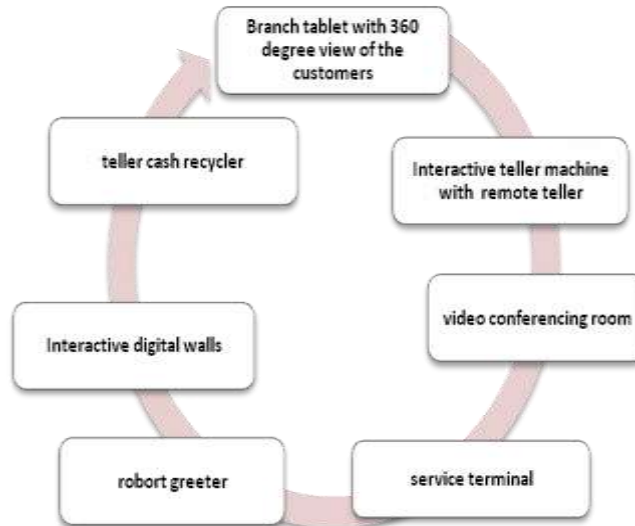 Branch tablet with 360
degree view of the
customers
Interactive teller machine
with remote teller
video conferencing room
service terminal
robort greeter
Interactive digital walls
teller cash recycler